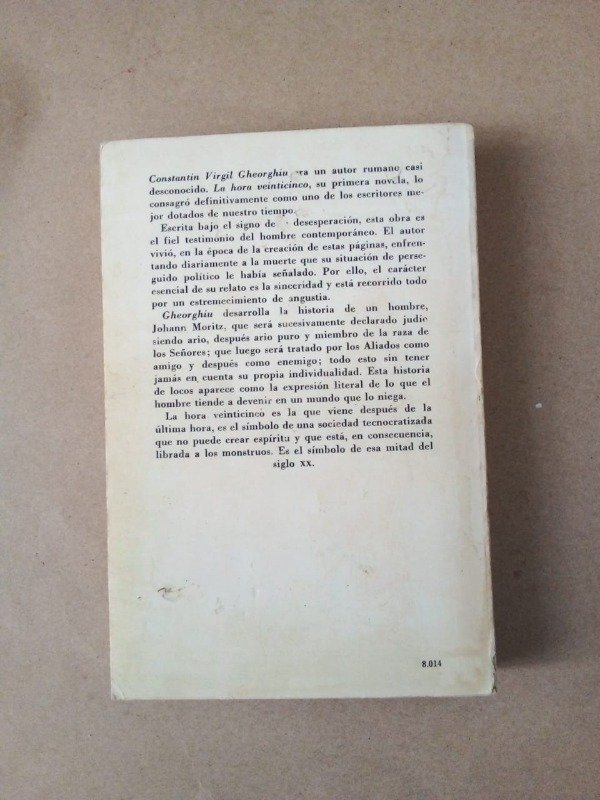 Constantin Virgil Gheorghiu era un autor rumano casi
desconocido. La hora veinticinco, su primera novela, lo
consagró definitivamente como uno de los escritores me-
jor dotados de nuestro tiempo.
Escrita bajo el signo de desesperación, esta obra es
el fiel testimonio del hombre contemporáneo. El autor
vivió, en la época de la creación de estas páginas, enfren-
tando diariamente a la muerte que su situación de perse-
guido político le había señalado. Por ello, el carácter
esencial de su relato es la sinceridad y está recorrido todo
por un estremecimiento de angustia.
Gheorghiu desarrolla la historia de un hombre,
Johann Moritz, que será sucesivamente declarado judío
siendo ario, después ario puro y miembro de la raza de
los Señores; que luego será tratado por los Aliados como
amigo y después como enemigo; todo esto sin tener
jamás en cuenta su propia individualidad. Esta historia
de locos aparece como la expresión literal de lo que el
hombre tiende a devenir en un mundo que lo niega.
La hora veinticinco es la que viene después de la
última hora, es el símbolo de una sociedad tecnocratizada
que no puede crear espíritu y que está, en consecuencia,
librada a los monstruos. Es el símbolo de esa mitad del
siglo XX.
8.014